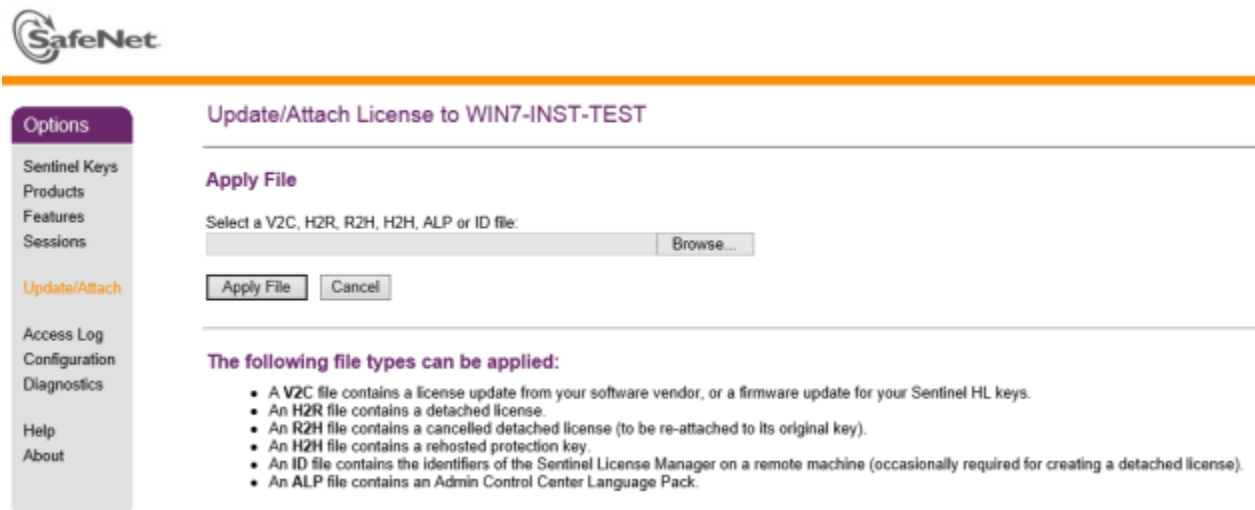 SafeNet.
Options
Sentinel Keys
Products
Features
Sessions
Update/Attach
Access Log
Configuration
Diagnostics
Help
About
Update/Attach License to WIN7-INST-TEST
Apply File
Select a V2C, H2R, R2H, H2H, ALP or ID file:
Browse...
Apply File
Cancel
The following file types can be applied:
• A V2C file contains a license update from your software vendor, or a firmware update for your Sentinel HL keys.
• An H2R file contains a detached license.
• An R2H file contains a cancelled detached license (to be re-attached to its original key).
• An H2H file contains a rehosted protection key.
• An ID file contains the identifiers of the Sentinel License Manager on a remote machine (occasionally required for creating a detached license).
• An ALP file contains an Admin Control Center Language Pack.